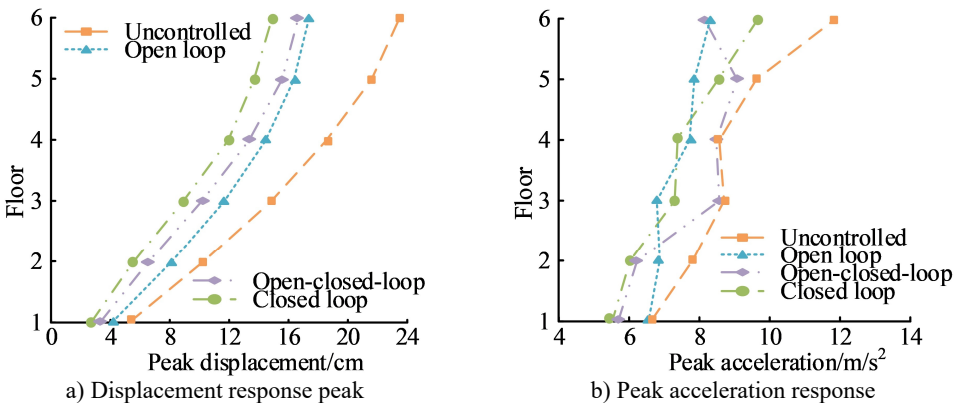 6
5
4
3
2
1
Floor
Uncontrolled
Open loop
Open-closed-loop
Closed loop
0 4 8 12 16 20 24
Peak displacement/cm
a) Displacement response peak
6
5
4
3
2
1
Floor
Uncontrolled
Open loop
Open-closed-loop
Closed loop
4 6 8 10 12 14
Peak acceleration/m/s²
b) Peak acceleration response